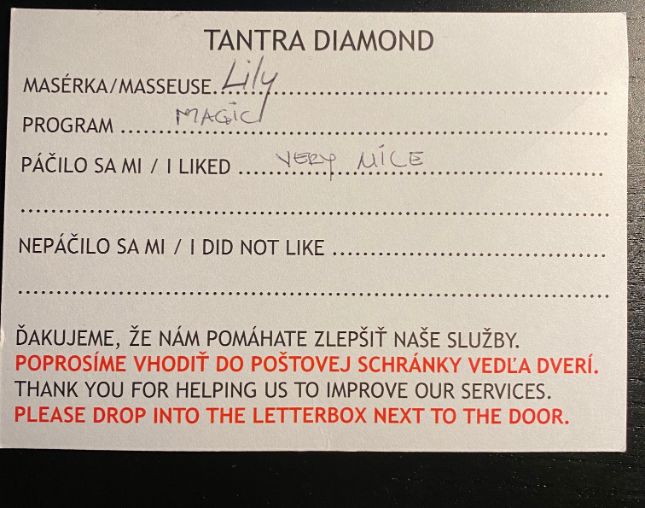 TANTRA DIAMOND
MASÉRKA/MASSEUSE. Lily ..................................................
PROGRAM ... MAGIC ..................................................
PÁČILO SA MI / I LIKED ...... VERY NICE ..............................
..........................................................................................
NEPÁČILO SA MI / I DID NOT LIKE ..........................................
..........................................................................................
ĎAKUJEME, ŽE NÁM POMÁHATE ZLEPŠIŤ NAŠE SLUŽBY.
POPROSÍME VHODIŤ DO POŠTOVEJ SCHRÁNKY VEDĽA DVERÍ.
THANK YOU FOR HELPING US TO IMPROVE OUR SERVICES.
PLEASE DROP INTO THE LETTERBOX NEXT TO THE DOOR.